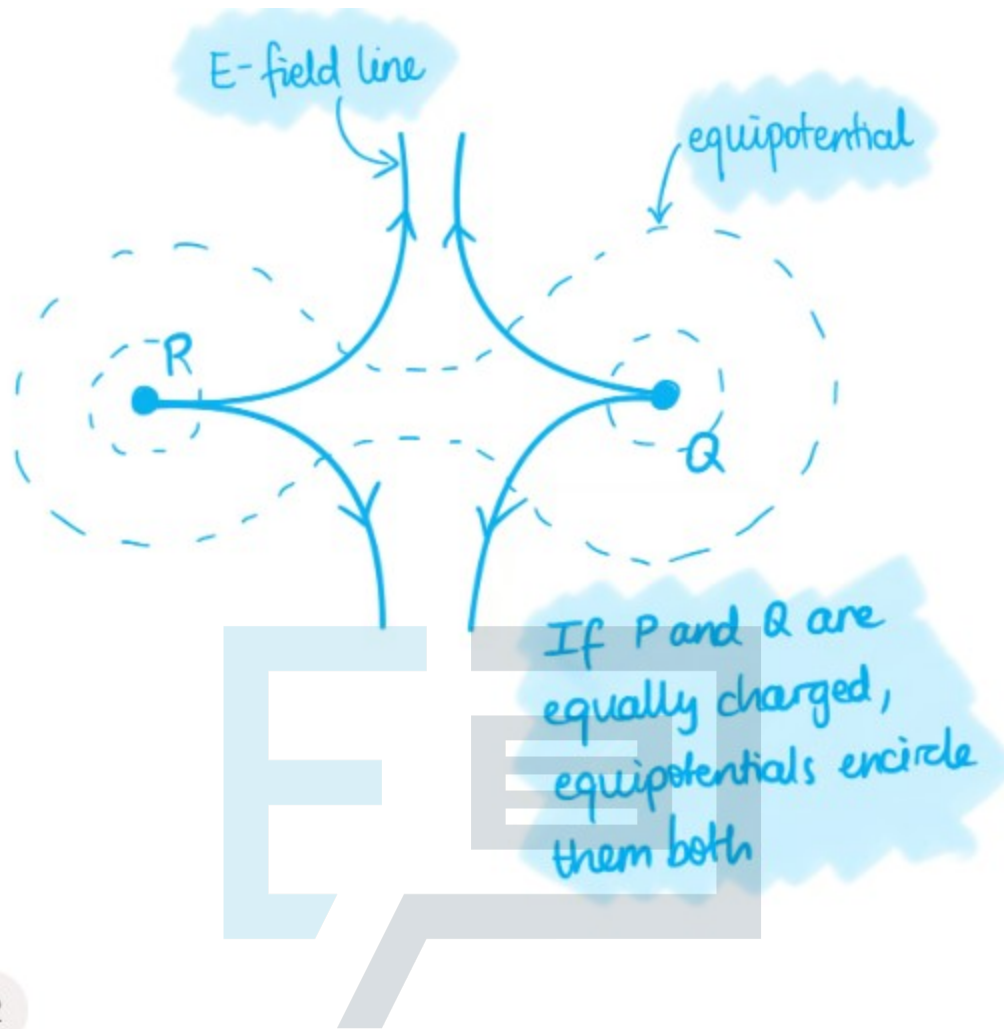 E-field line
equipotential
R
Q
If P and Q are
equally charged,
equipotentials encircle
them both